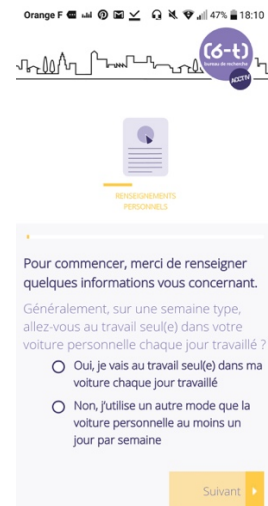 Orange F 47% 18:10
(6-t)
bureau de recherche
RENSEIGNEMENTS
PERSONNELS
Pour commencer, merci de renseigner
quelques informations vous concernant.
Généralement, sur une semaine type,
allez-vous au travail seul(e) dans votre
voiture personnelle chaque jour travaillé ?
Oui, je vais au travail seul(e) dans ma
voiture chaque jour travaillé
Non, j'utilise un autre mode que la
voiture personnelle au moins un
jour par semaine
Suivant